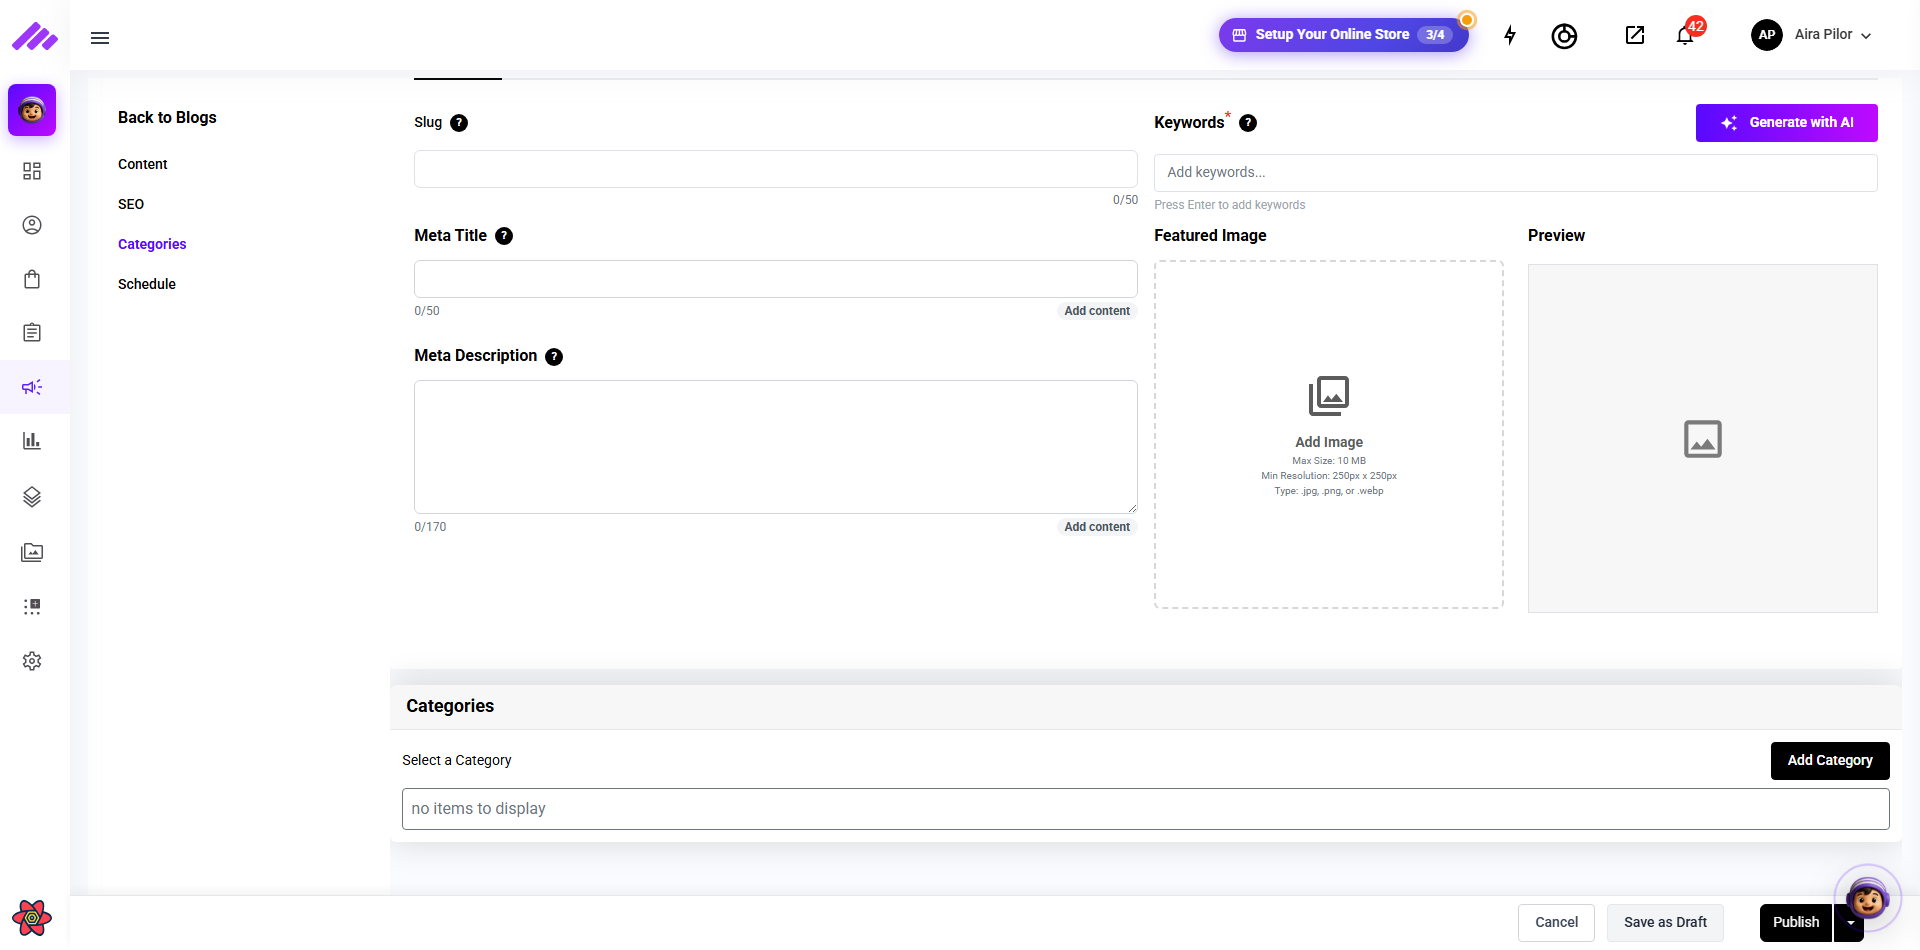 Setup Your Online Store 3/4
42
AP Aira Pilor
Back to Blogs
Content
SEO
Categories
Schedule
Slug ?
0/50
Keywords* ?
Generate with AI
Add keywords...
Press Enter to add keywords
Meta Title ?
0/50
Add content
Meta Description ?
0/170
Add content
Featured Image
Add Image
Max Size: 10 MB
Min Resolution: 250px x 250px
Type: .jpg, .png, or .webp
Preview
Categories
Select a Category
Add Category
no items to display
Cancel
Save as Draft
Publish